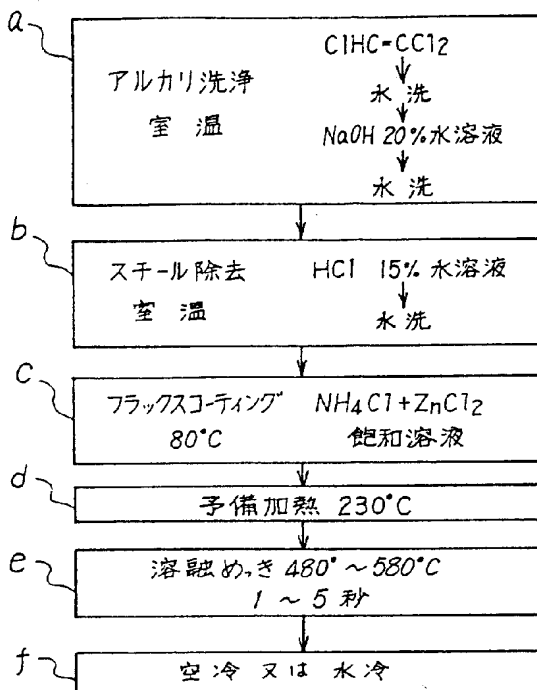 a
アルカリ洗浄
室温
ClHC=CCl2
水洗
NaOH 20%水溶液
水洗
b
スチール除去
室温
HCl 15% 水溶液
水洗
c
フラックスコーティング
80°C
NH4Cl+ZnCl2
飽和溶液
d
予備加熱 230°C
e
溶融めっき 480°~580°C
1 ~ 5 秒
f
空冷 又は 水冷